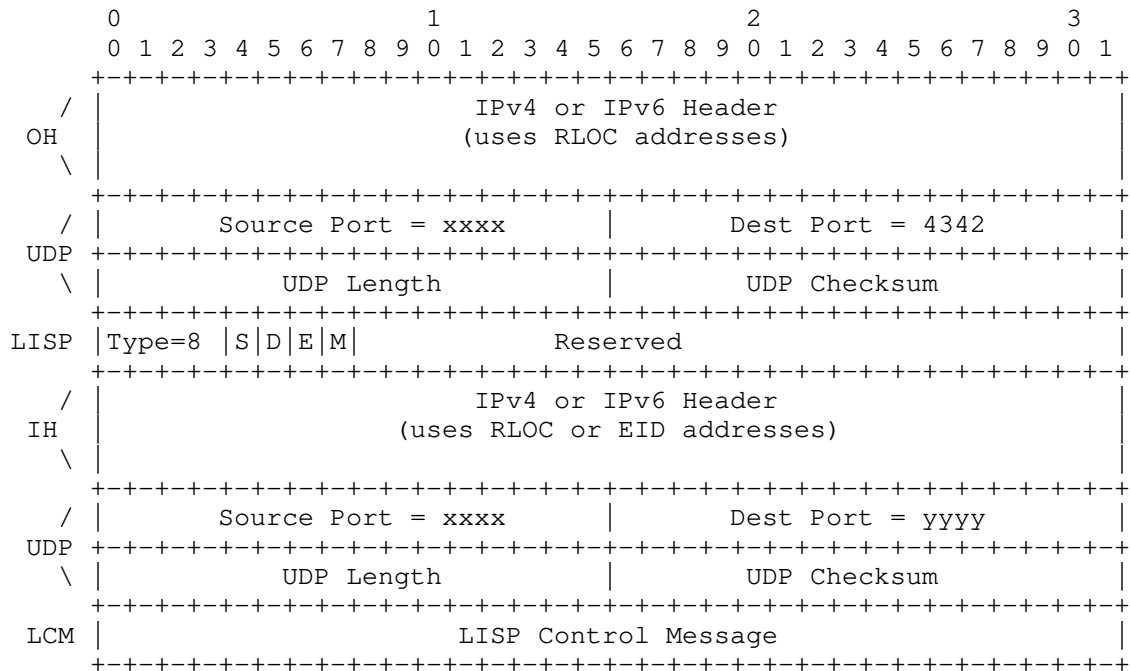 0                   1                   2                   3
        0 1 2 3 4 5 6 7 8 9 0 1 2 3 4 5 6 7 8 9 0 1 2 3 4 5 6 7 8 9 0 1
       +-+-+-+-+-+-+-+-+-+-+-+-+-+-+-+-+-+-+-+-+-+-+-+-+-+-+-+-+-+-+-+-+
     / |                       IPv4 or IPv6 Header                     |
   OH  |                      (uses RLOC addresses)                    |
     \ |                                                               |
       +-+-+-+-+-+-+-+-+-+-+-+-+-+-+-+-+-+-+-+-+-+-+-+-+-+-+-+-+-+-+-+-+
     / |       Source Port = xxxx      |       Dest Port = 4342        |
   UDP +-+-+-+-+-+-+-+-+-+-+-+-+-+-+-+-+-+-+-+-+-+-+-+-+-+-+-+-+-+-+-+-+
     \ |           UDP Length          |        UDP Checksum           |
       +-+-+-+-+-+-+-+-+-+-+-+-+-+-+-+-+-+-+-+-+-+-+-+-+-+-+-+-+-+-+-+-+
  LISP |Type=8 |S|D|E|M|            Reserved                           |
       +-+-+-+-+-+-+-+-+-+-+-+-+-+-+-+-+-+-+-+-+-+-+-+-+-+-+-+-+-+-+-+-+
     / |                       IPv4 or IPv6 Header                     |
   IH  |                  (uses RLOC or EID addresses)                 |
     \ |                                                               |
       +-+-+-+-+-+-+-+-+-+-+-+-+-+-+-+-+-+-+-+-+-+-+-+-+-+-+-+-+-+-+-+-+
     / |       Source Port = xxxx      |       Dest Port = yyyy        |
   UDP +-+-+-+-+-+-+-+-+-+-+-+-+-+-+-+-+-+-+-+-+-+-+-+-+-+-+-+-+-+-+-+-+
     \ |           UDP Length          |        UDP Checksum           |
       +-+-+-+-+-+-+-+-+-+-+-+-+-+-+-+-+-+-+-+-+-+-+-+-+-+-+-+-+-+-+-+-+
   LCM |                      LISP Control Message                     |
       +-+-+-+-+-+-+-+-+-+-+-+-+-+-+-+-+-+-+-+-+-+-+-+-+-+-+-+-+-+-+-+-+